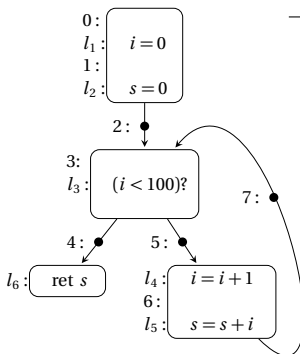 0:
l₁: i = 0
1:
l₂: s = 0
2:
3:
l₃: (i < 100)?
7:
4: 5:
l₆: ret s
l₄: i = i + 1
6:
l₅: s = s + i